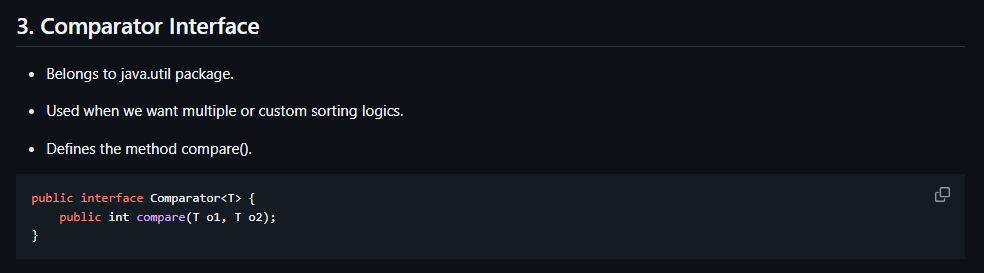 3. Comparator Interface
• Belongs to java.util package.
• Used when we want multiple or custom sorting logics.
• Defines the method compare().
public interface Comparator<T> {
    public int compare(T o1, T o2);
}